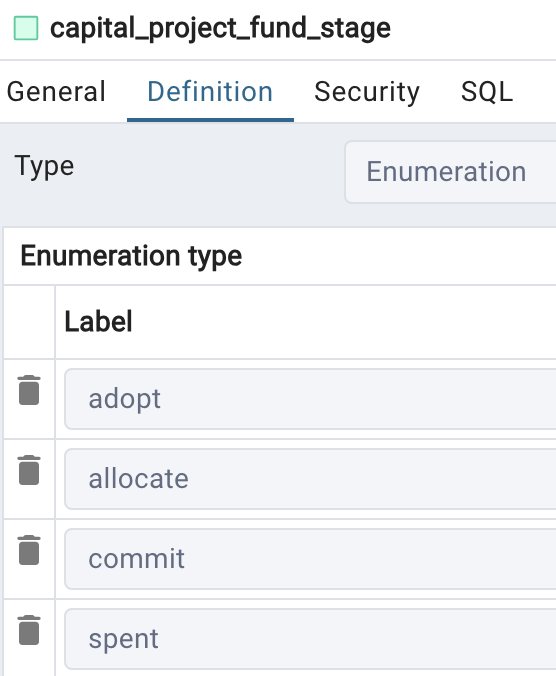 capital_project_fund_stage
General Definition Security SQL
Type Enumeration
Enumeration type
Label
adopt
allocate
commit
spent